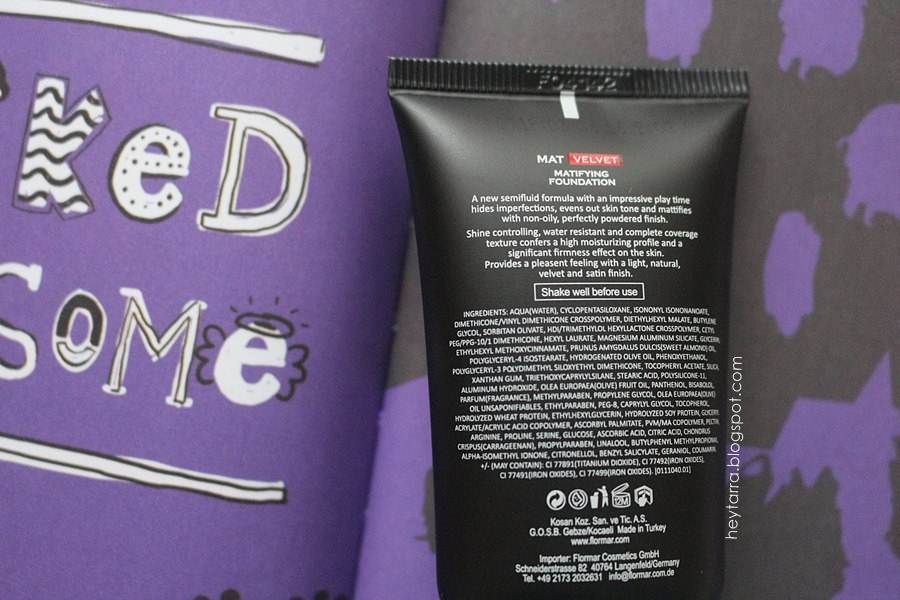 KeD
SoMe
MAT VELVET
MATIFYING
FOUNDATION
A new semifluid formula with an impressive play time
hides imperfections, evens out skin tone and mattifies
with non-oily, perfectly powdered finish.
Shine controlling, water resistant and complete coverage
texture confers a high moisturizing profile and a
significant firmness effect on the skin.
Provides a pleasent feeling with a light, natural,
velvet and satin finish.
Shake well before use
INGREDIENTS: AQUA(WATER), CYCLOPENTASILOXANE, ISONONYL ISONONANOATE,
DIMETHICONE/VINYL DIMETHICONE CROSSPOLYMER, DIETHYLHEXYL MALATE, BUTYLENE
GLYCOL, SORBITAN OLIVATE, HDI/TRIMETHYLOL HEXYLLACTONE CROSSPOLYMER, CETYL
PEG/PPG-10/1 DIMETHICONE, HEXYL LAURATE, MAGNESIUM ALUMINUM SILICATE, GLYCERIN,
ETHYLHEXYL METHOXYCINNAMATE, PRUNUS AMYGDALUS DULCIS(SWEET ALMOND) OIL,
POLYGLYCERYL-4 ISOSTEARATE, HYDROGENATED OLIVE OIL, PHENOXYETHANOL,
POLYGLYCERYL-3 POLYDIMETHYL SILOXYETHYL DIMETHICONE, TOCOPHERYL ACETATE, SILICA,
XANTHAN GUM, TRIETHOXYCAPRYLYLSILANE, STEARIC ACID, POLYSILICONE-11,
ALUMINUM HYDROXIDE, OLEA EUROPAEA(OLIVE) FRUIT OIL, PANTHENOL, BISABOLOL,
PARFUM(FRAGRANCE), METHYLPARABEN, PROPYLENE GLYCOL, OLEA EUROPAEA(OLIVE)
OIL UNSAPONIFIABLES, ETHYLPARABEN, PEG-8, CAPRYLYL GLYCOL, TOCOPHEROL,
HYDROLYZED WHEAT PROTEIN, ETHYLHEXYLGLYCERIN, HYDROLYZED SOY PROTEIN, GLYCERYL
ACRYLATE/ACRYLIC ACID COPOLYMER, ASCORBYL PALMITATE, PVM/MA COPOLYMER, PECTIN,
ARGININE, PROLINE, SERINE, GLUCOSE, ASCORBIC ACID, CITRIC ACID, CHONDRUS
CRISPUS(CARRAGEENAN), PROPYLPARABEN, LINALOOL, BUTYLPHENYL METHYLPROPIONAL,
ALPHA-ISOMETHYL IONONE, CITRONELLOL, BENZYL SALICYLATE, GERANIOL, COUMARIN.
+/- (MAY CONTAIN): CI 77891(TITANIUM DIOXIDE), CI 77492(IRON OXIDES),
CI 77491(IRON OXIDES), CI 77499(IRON OXIDES). [0111040.01]
12M
Kosan Koz. San. ve Tic. A.S.
G.O.S.B. Gebze/Kocaeli Made in Turkey
www.flormar.com
Importer: Flormar Cosmetics GmbH
Schneiderstrasse 82 40764 Langenfeld/Germany
Tel. +49 2173 2032631 info@flormar.com.de
heytarra.blogspot.com